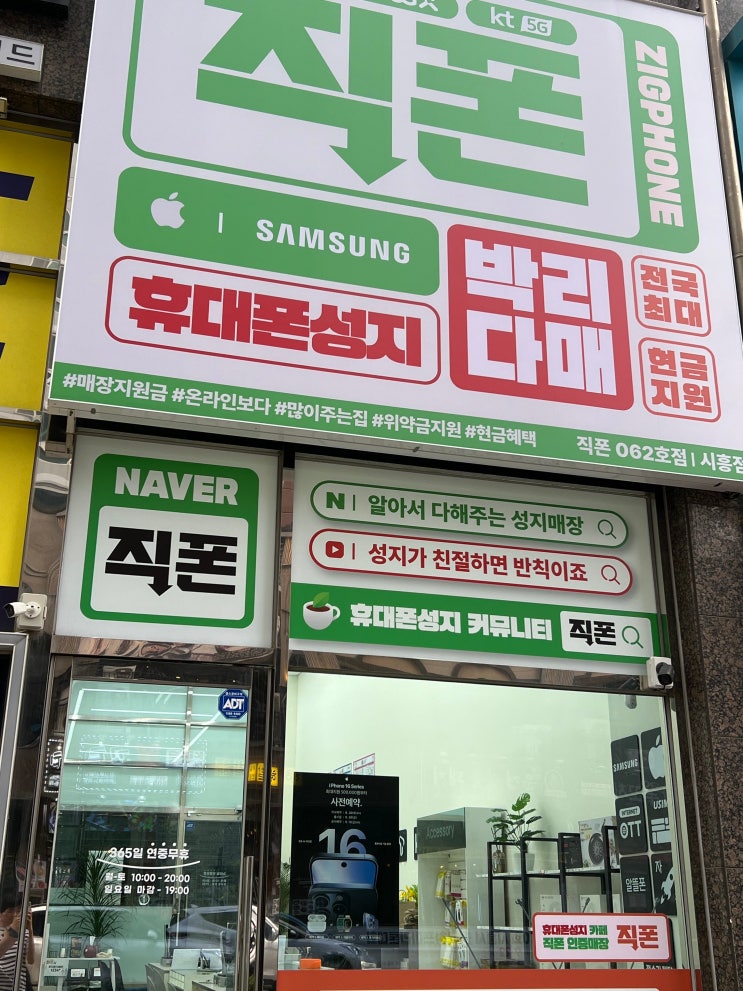 kt 5G
직폰
ZIGPHONE
SAMSUNG
휴대폰성지
박리다매
전국최대
현금지원
#매장지원금 #온라인보다 #많이주는집 #위약금지원 #현금혜택
직폰 062호점 | 시흥점
NAVER
직폰
N | 알아서 다해주는 성지매장
성지가 친절하면 반칙이죠
휴대폰성지 커뮤니티 직폰
ADT
365일 연중무휴
월-토 10:00 - 20:00
일요일 마감 - 19:00
iPhone 16 Series
사전예약.
16
Accessory
SAMSUNG
INTERNET
OTT
USIM
알뜰폰
휴대폰성지 카페
직폰 인증매장
직폰